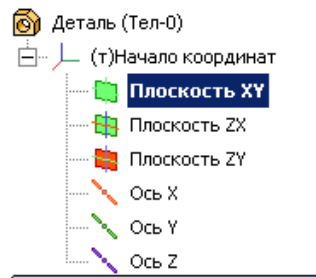 Деталь (Тел-0)
(т)Начало координат
Плоскость XY
Плоскость ZX
Плоскость ZY
Ось X
Ось Y
Ось Z